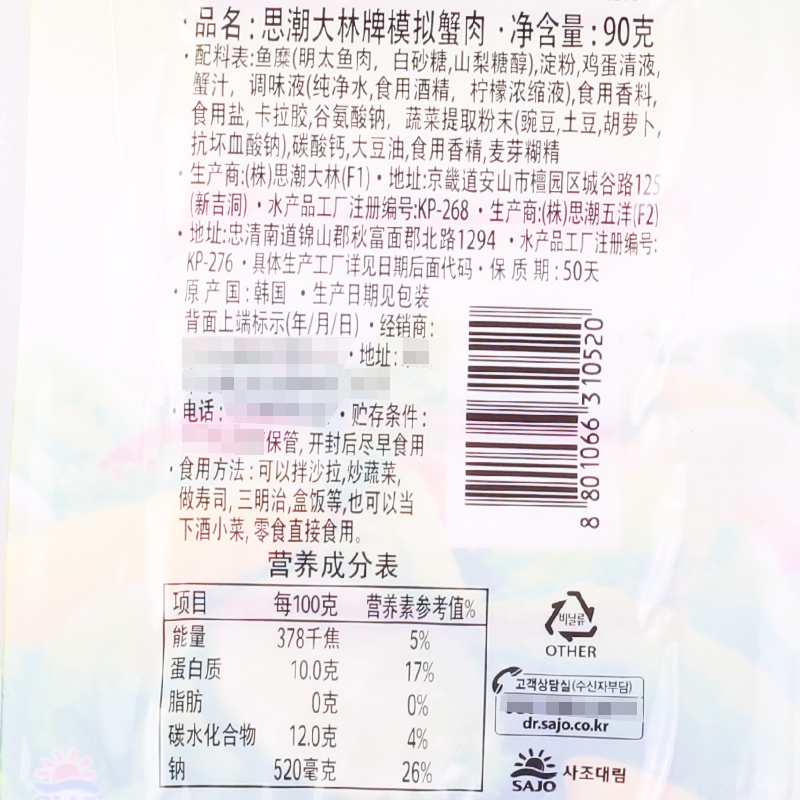 ·品名:思潮大林牌模拟蟹肉 ·净含量:90克
·配料表:鱼糜(明太鱼肉, 白砂糖,山梨糖醇),淀粉,鸡蛋清液,
蟹汁, 调味液(纯净水,食用酒精, 柠檬浓缩液),食用香料,
食用盐,卡拉胶,谷氨酸钠, 蔬菜提取粉末(豌豆,土豆,胡萝卜,
抗坏血酸钠),碳酸钙,大豆油,食用香精,麦芽糊精
·生产商:(株)思潮大林(F1)·地址:京畿道安山市檀园区城谷路125
(新吉洞)·水产品工厂注册编号:KP-268·生产商:(株)思潮五洋(F2)
·地址:忠清南道锦山郡秋富面郡北路1294 ·水产品工厂注册编号:
KP-276·具体生产工厂详见日期后面代码·保质期:50天
·原产国:韩国 ·生产日期见包装
背面上端标示(年/月/日)·经销商:
·地址:
·电话: ·贮存条件:
保管,开封后尽早食用
·食用方法:可以拌沙拉,炒蔬菜,
做寿司,三明治,盒饭等,也可以当
下酒小菜,零食直接食用。
8 801066 310520
营养成分表
项目 每100克 营养素参考值%
能量 378千焦 5%
蛋白质 10.0克 17%
脂肪 0克 0%
碳水化合物 12.0克 4%
钠 520毫克 26%
비닐류
OTHER
고객상담실(수신자부담)
dr.sajo.co.kr
SAJO 사조대림